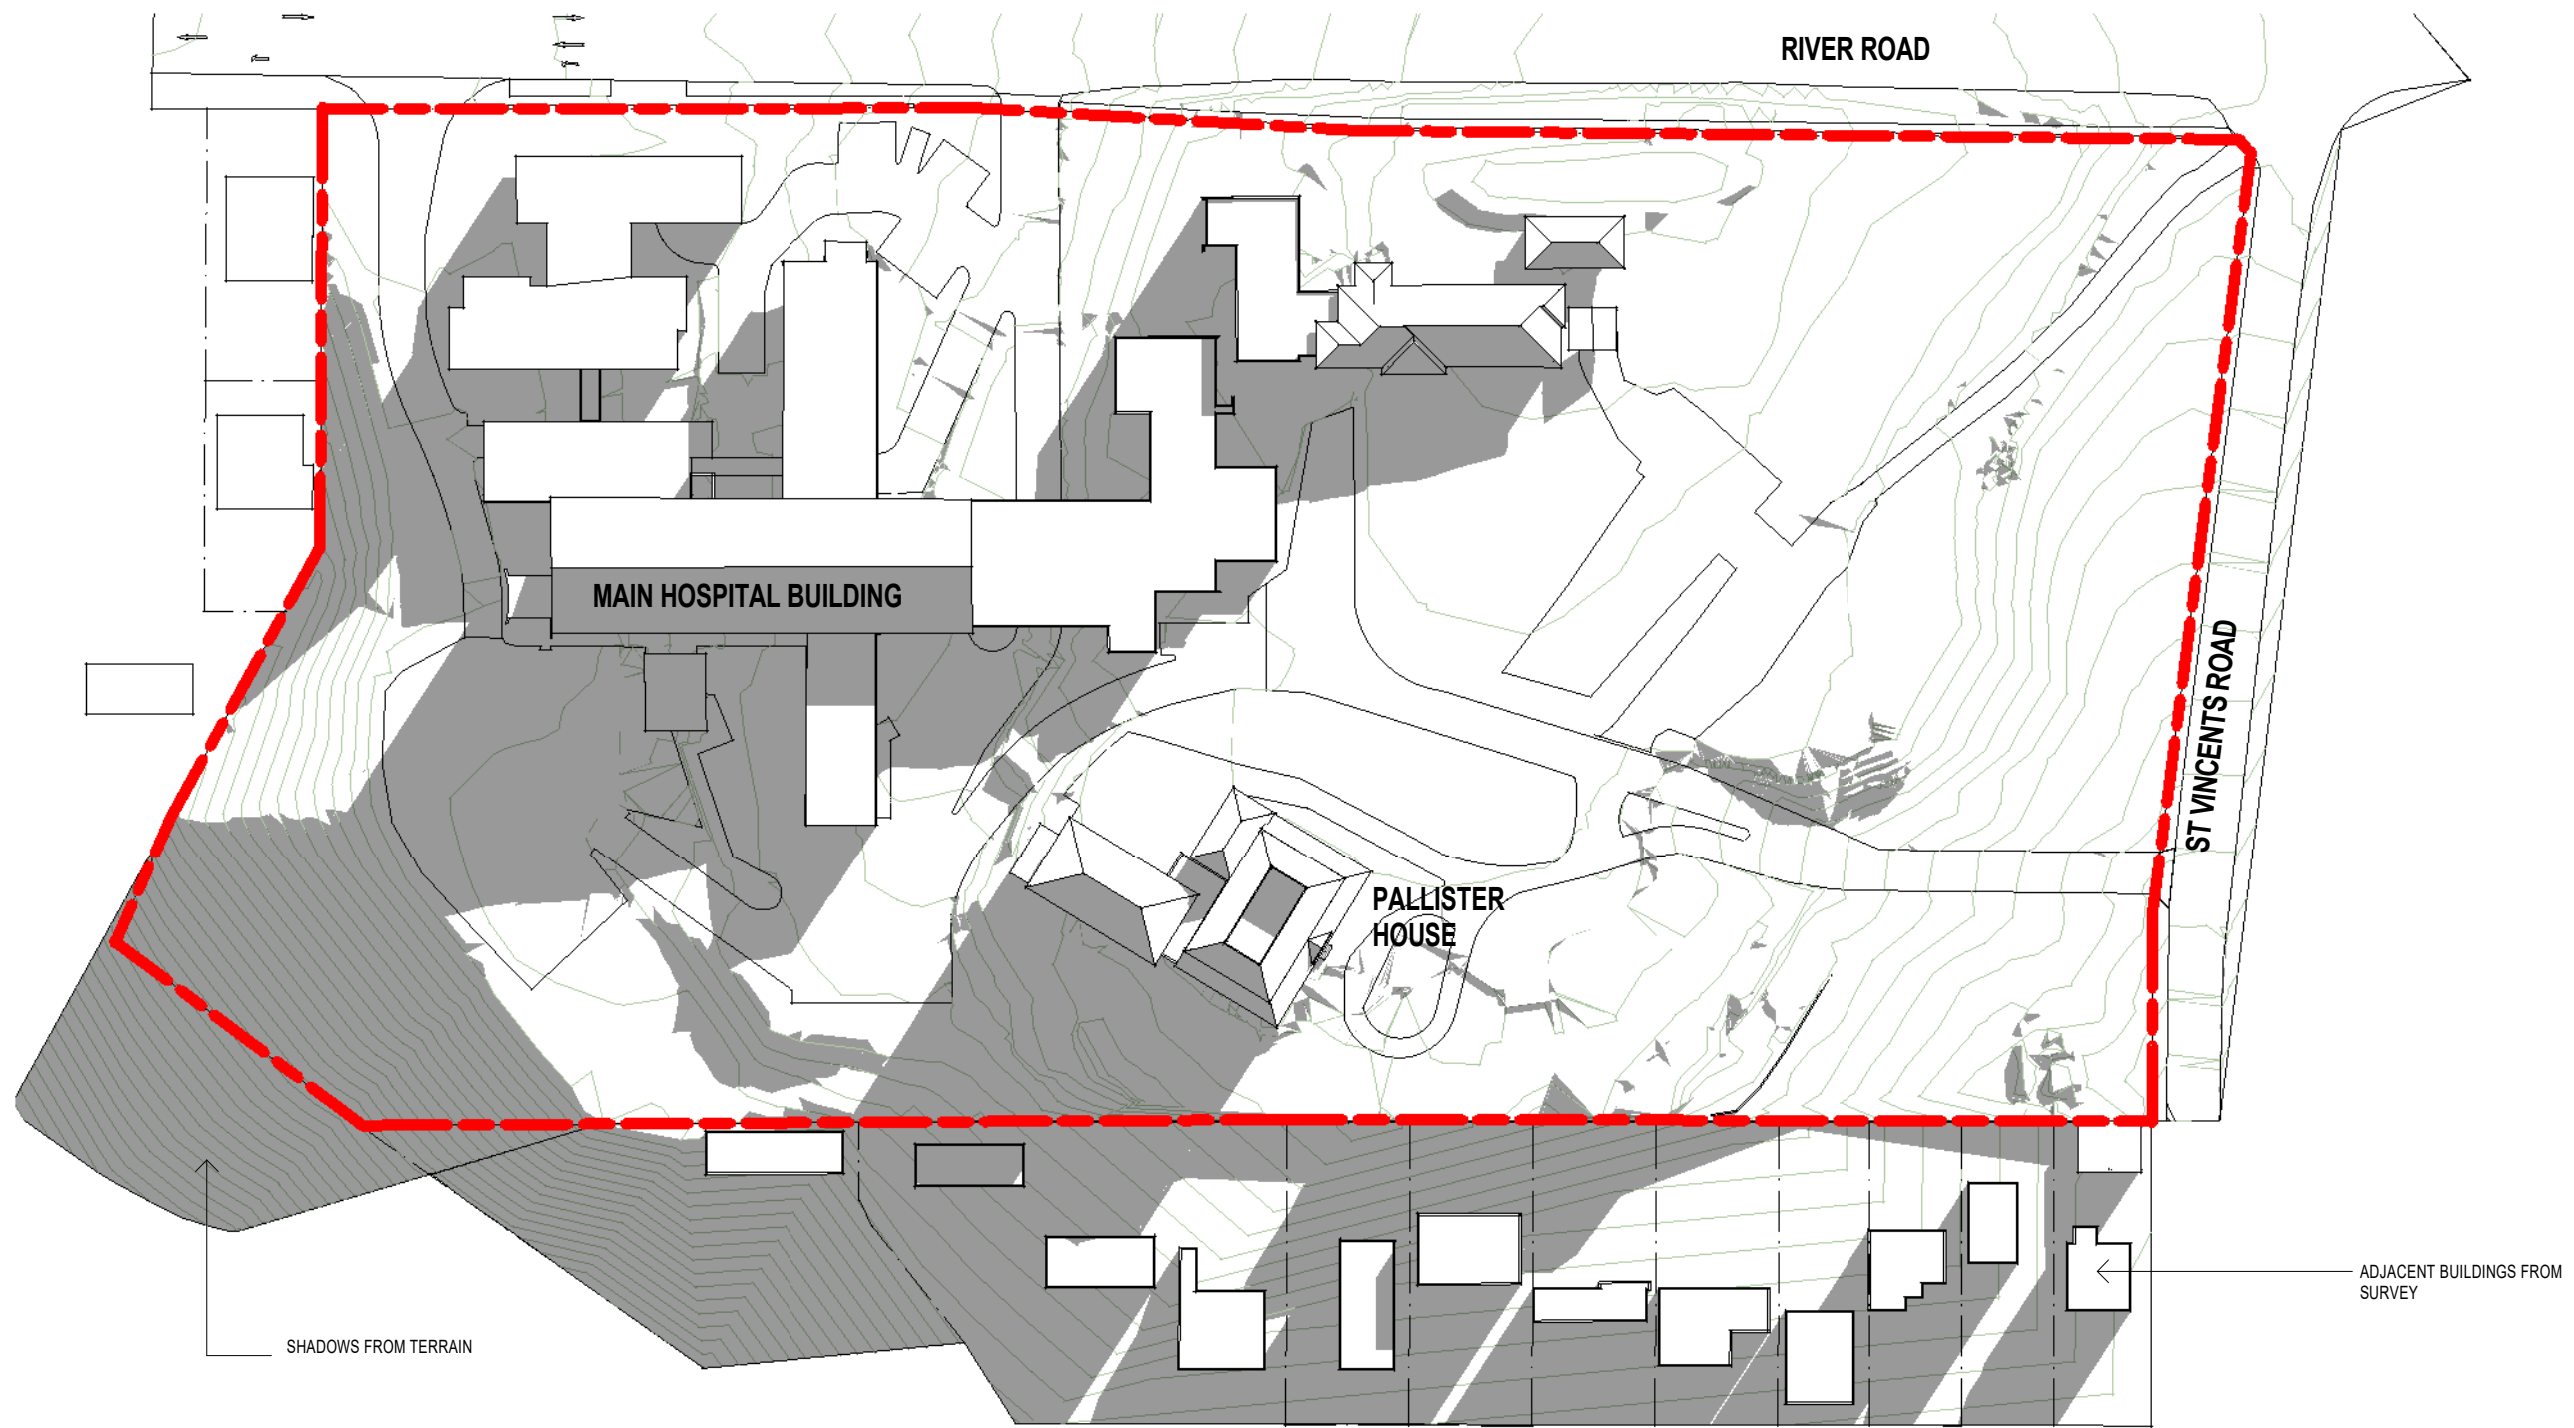 RIVER ROAD
MAIN HOSPITAL BUILDING
ST VINCENTS ROAD
PALLISTER
HOUSE
ADJACENT BUILDINGS FROM
SURVEY
SHADOWS FROM TERRAIN